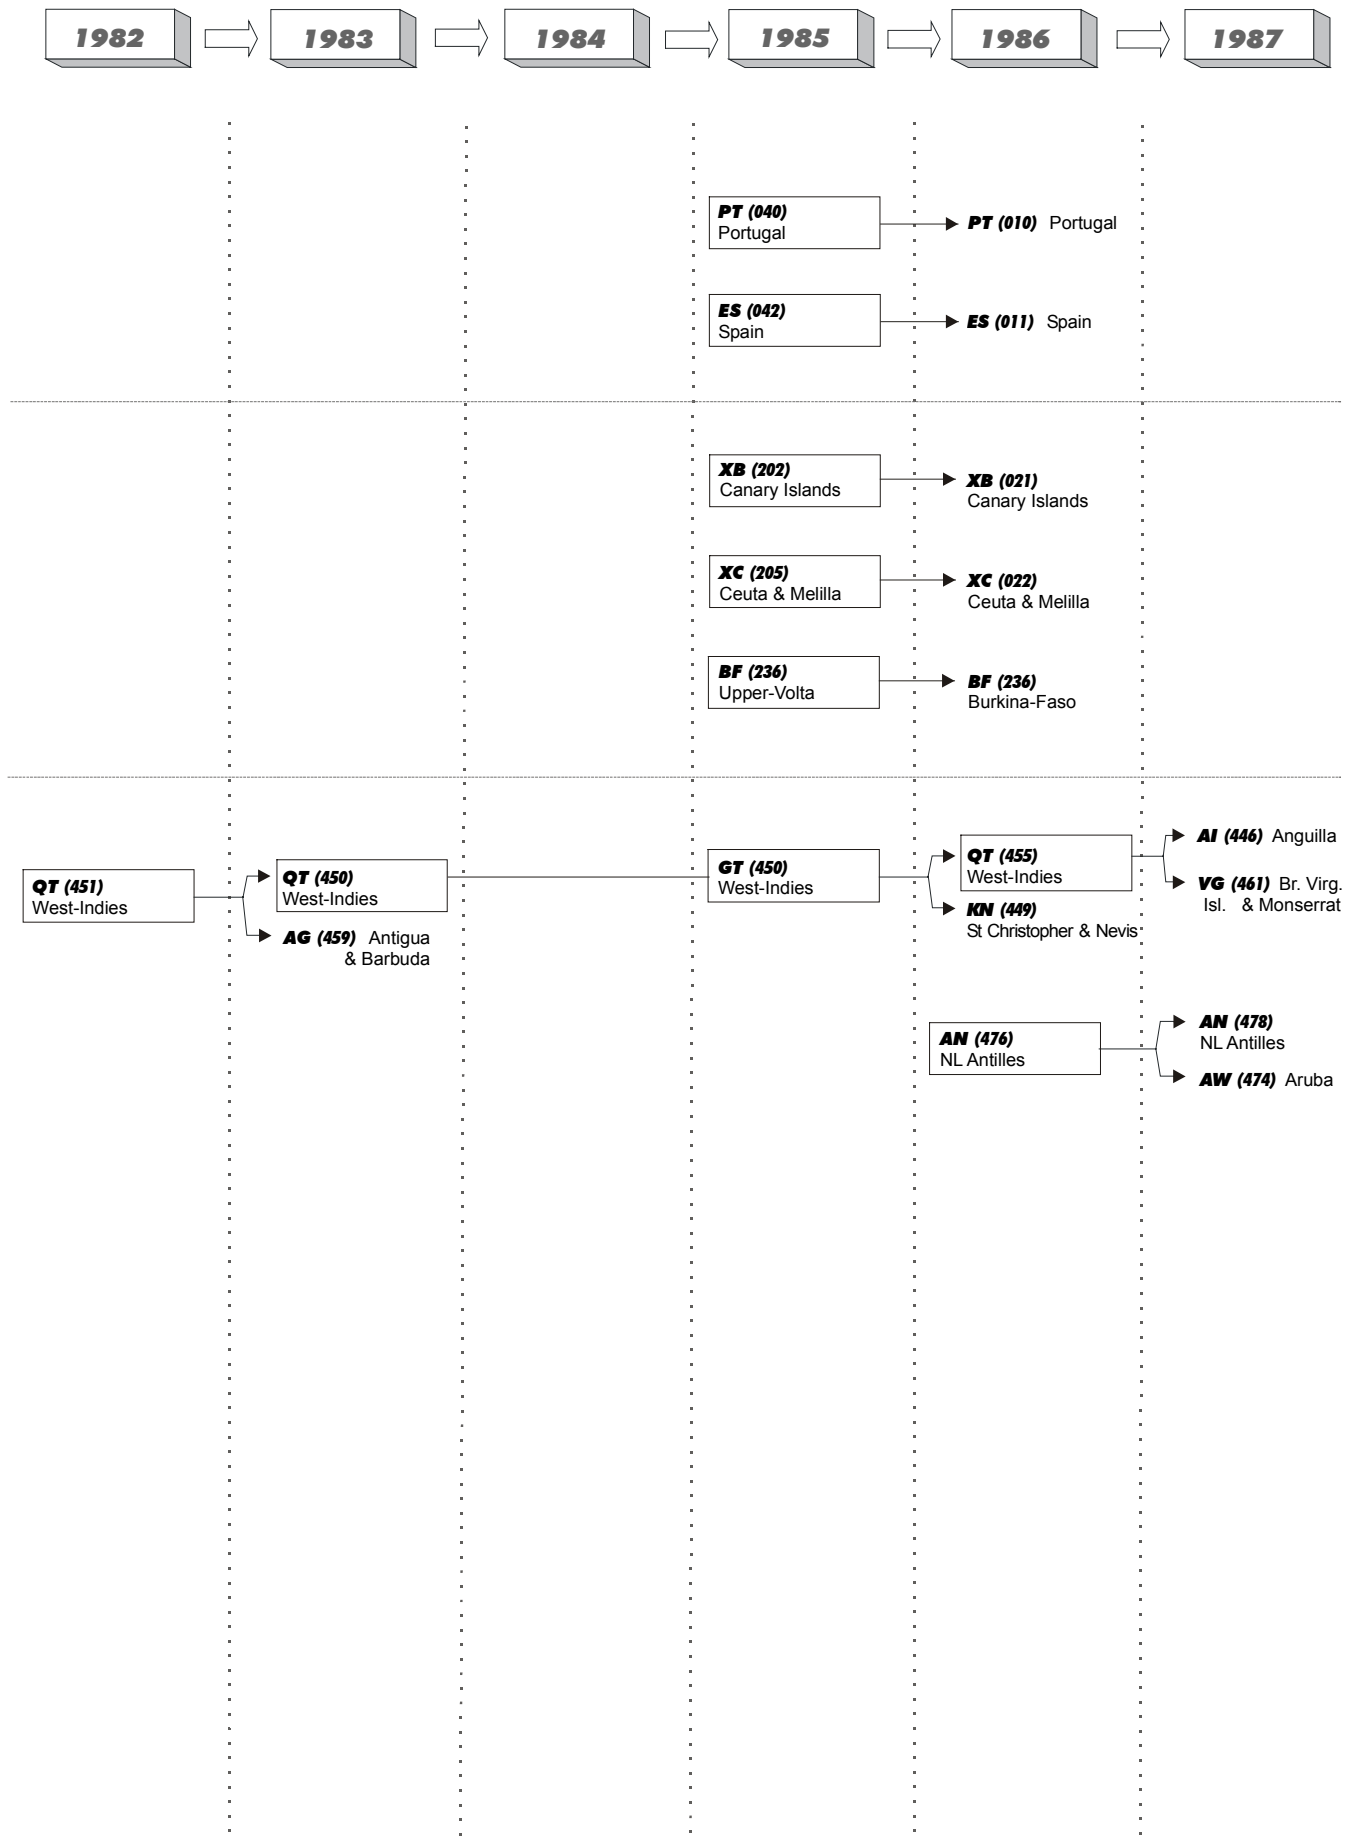 1982
1983
1984
1985
1986
1987
PT (040)
Portugal
PT (010) Portugal
ES (042)
Spain
ES (011) Spain
XB (202)
Canary Islands
XB (021)
Canary Islands
XC (205)
Ceuta & Melilla
XC (022)
Ceuta & Melilla
BF (236)
Upper-Volta
BF (236)
Burkina-Faso
QT (451)
West-Indies
QT (450)
West-Indies
AG (459) Antigua
& Barbuda
GT (450)
West-Indies
QT (455)
West-Indies
KN (449)
St Christopher & Nevis
AI (446) Anguilla
VG (461) Br. Virg.
Isl. & Monserrat
AN (476)
NL Antilles
AN (478)
NL Antilles
AW (474) Aruba